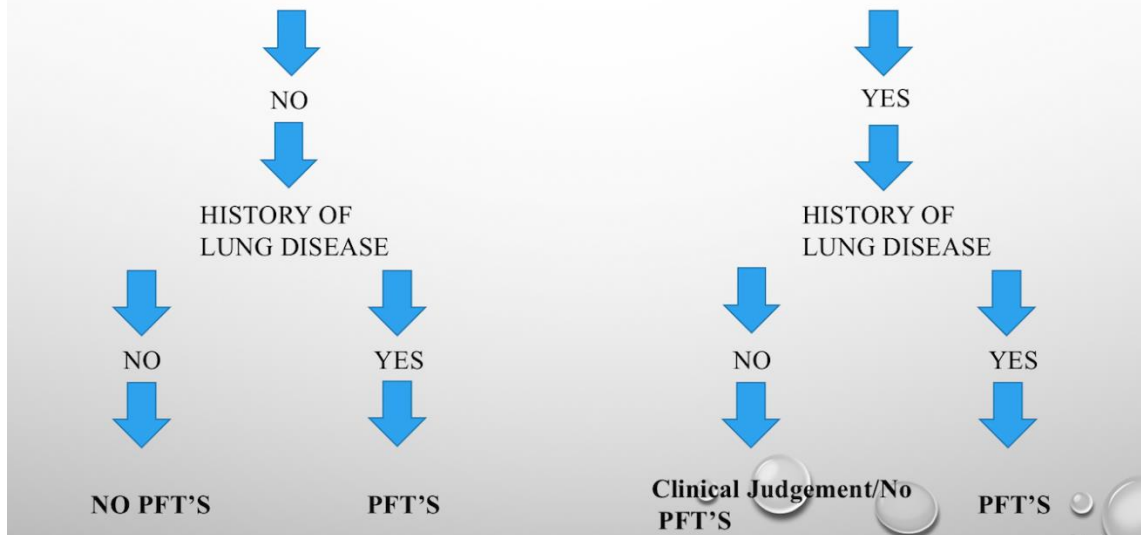 NO
YES
HISTORY OF
LUNG DISEASE
HISTORY OF
LUNG DISEASE
NO
YES
NO
YES
NO PFT'S
PFT'S
Clinical Judgement/No
PFT'S
PFT'S